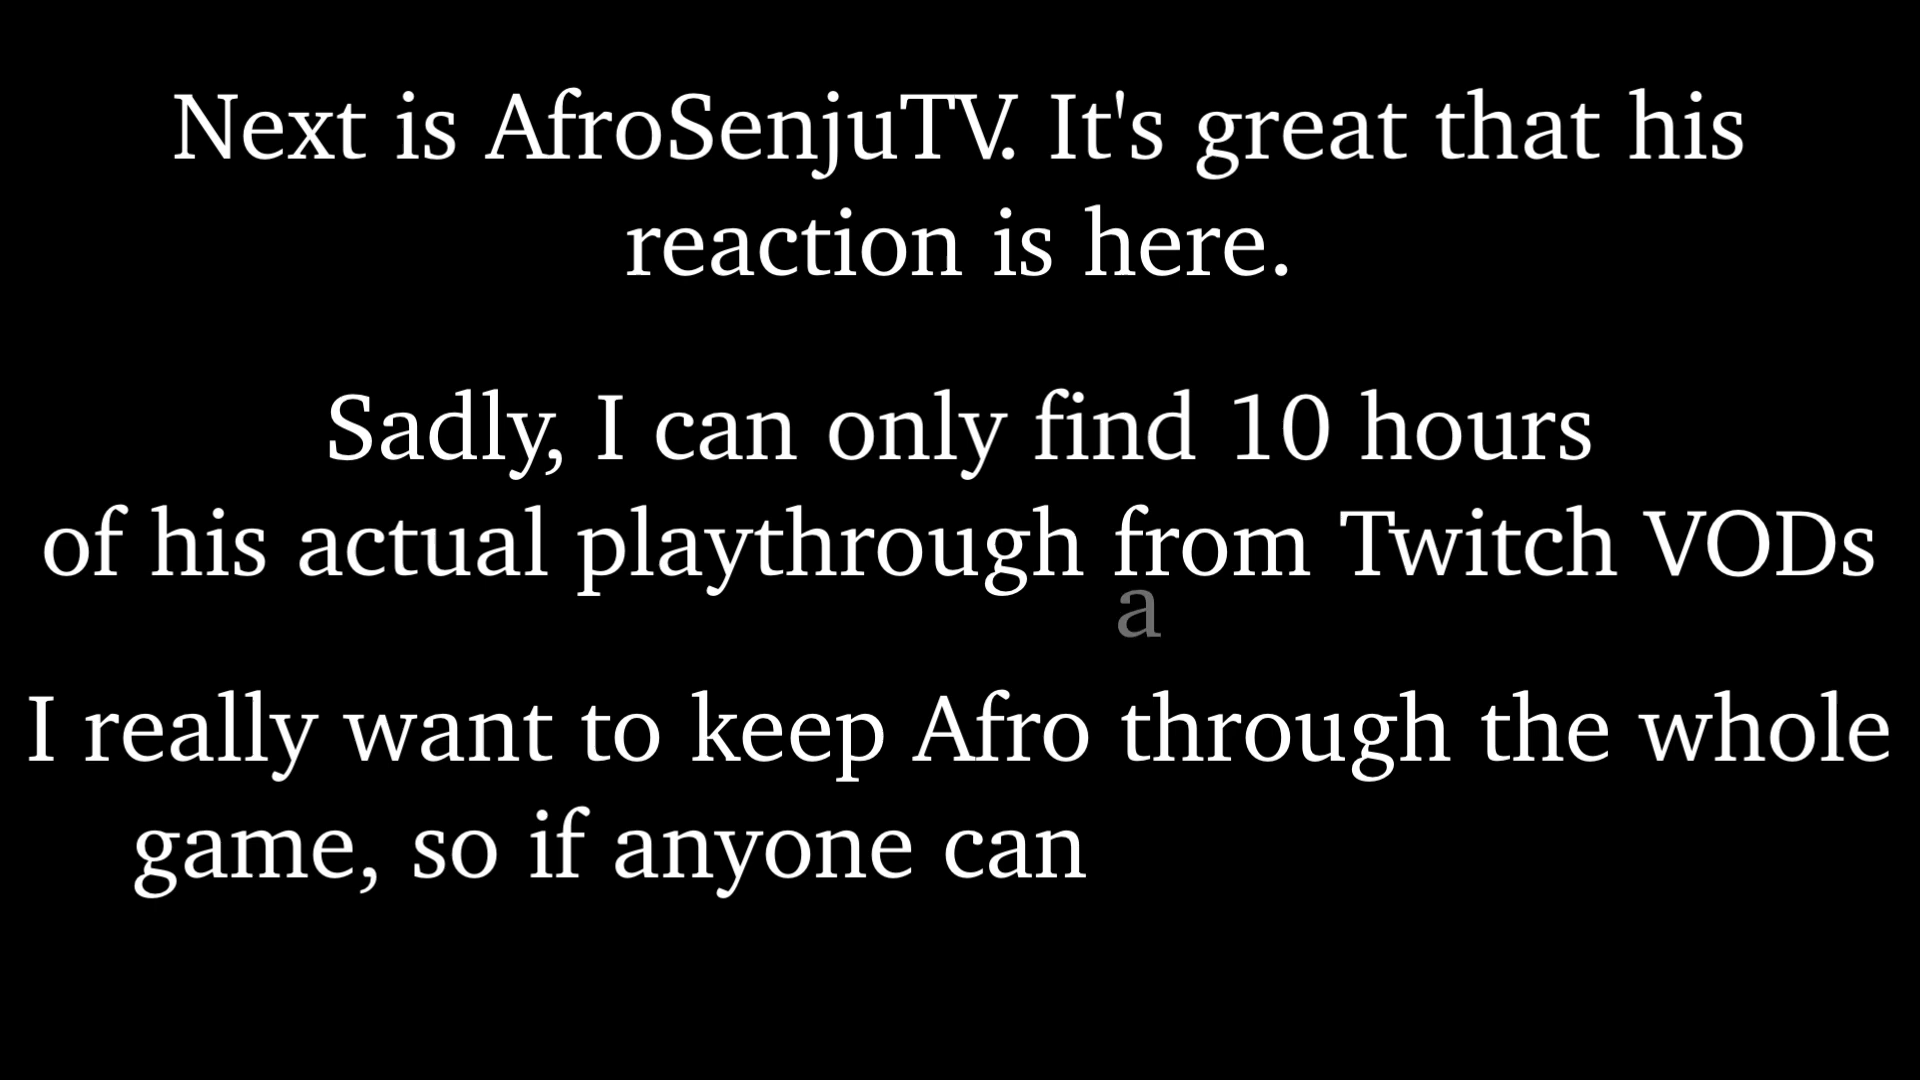 Next is AfroSenjuTV. It's great that his
reaction is here.
Sadly, I can only find 10 hours
of his actual playthrough from Twitch VODs
a
I really want to keep Afro through the whole
game, so if anyone can